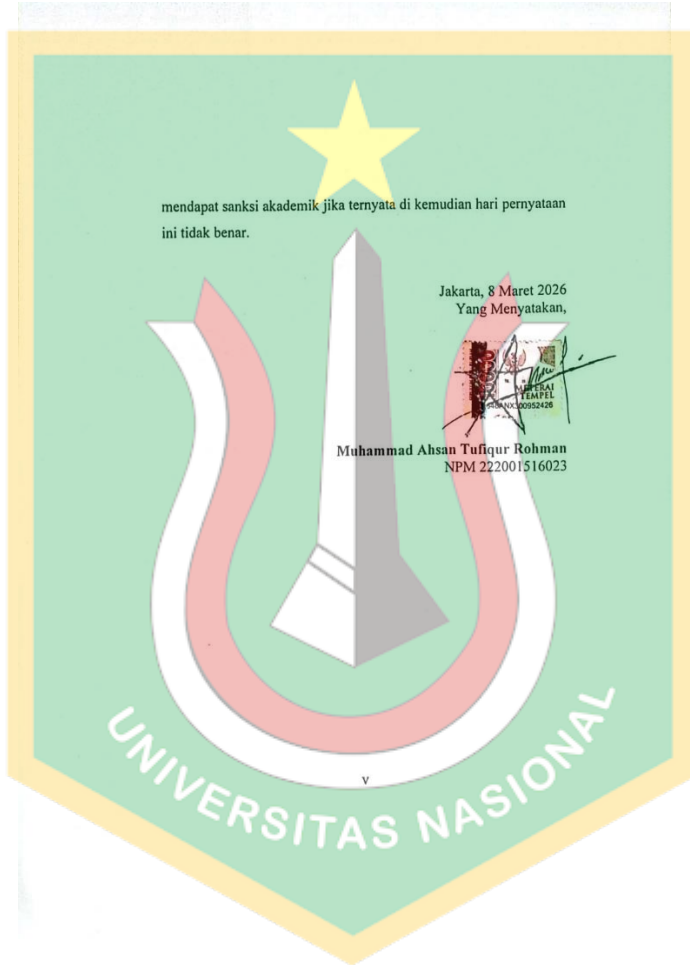 mendapat sanksi akademik jika ternyata di kemudian hari pernyataan
ini tidak benar.
Jakarta, 8 Maret 2026
Yang Menyatakan,
METERAI
TEMPEL
Muhammad Ahsan Tufiqur Rohman
NPM 222001516023
v
UNIVERSITAS NASIONAL